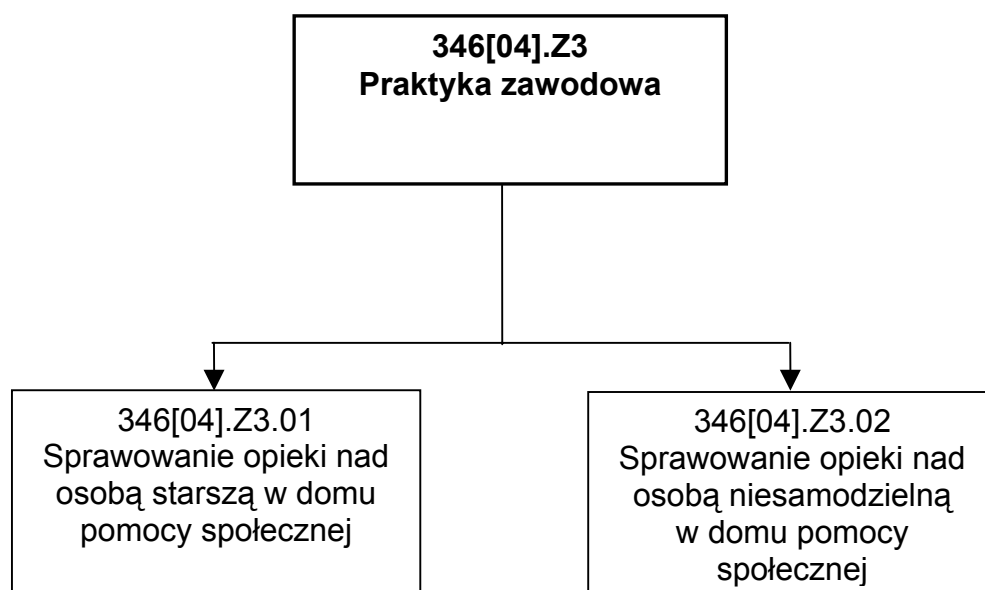 346[04].Z3
Praktyka zawodowa
346[04].Z3.01
Sprawowanie opieki nad
osobą starszą w domu
pomocy społecznej
346[04].Z3.02
Sprawowanie opieki nad
osobą niesamodzielną
w domu pomocy
społecznej